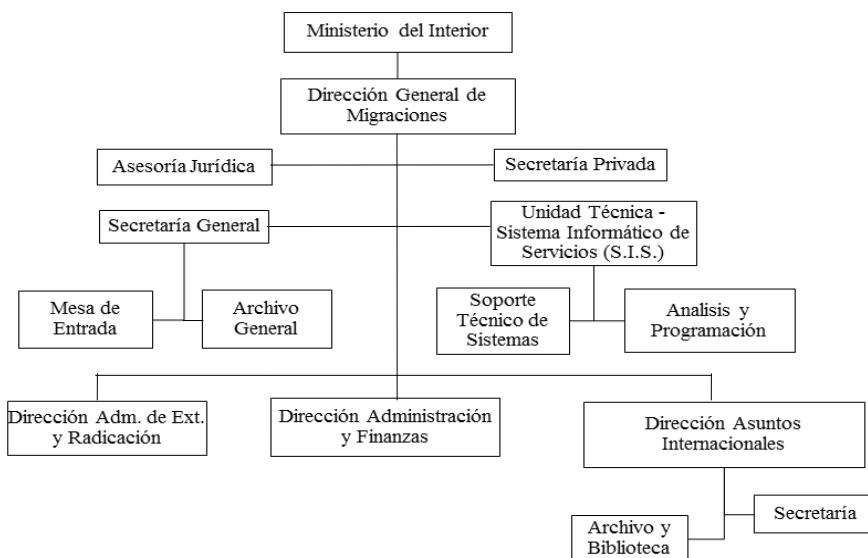 Ministerio del Interior
Dirección General de
Migraciones
Asesoría Jurídica
Secretaría Privada
Secretaría General
Unidad Técnica -
Sistema Informático de
Servicios (S.I.S.)
Mesa de
Entrada
Archivo
General
Soporte
Técnico de
Sistemas
Analisis y
Programación
Dirección Adm. de Ext.
y Radicación
Dirección Administración
y Finanzas
Dirección Asuntos
Internacionales
Secretaría
Archivo y
Biblioteca